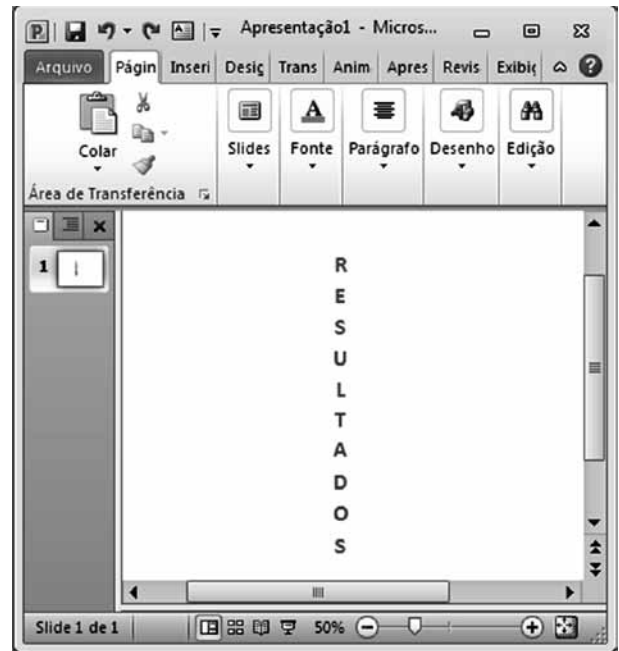 Apresentação1 - Micros...
Arquivo Págin Inseri Desig Trans Anim Apres Revis Exibiç
Colar Slides Fonte Parágrafo Desenho Edição
Área de Transferência
1
R
E
S
U
L
T
A
D
O
S
Slide 1 de 1 50%